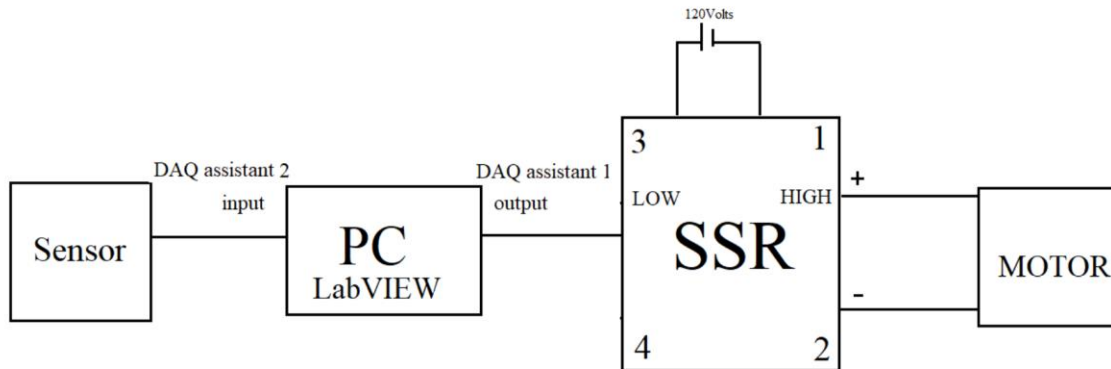 120Volts
3
1
DAQ assistant 2
input
DAQ assistant 1
output
LOW
HIGH
+
Sensor
PC
LabVIEW
SSR
MOTOR
-
4
2